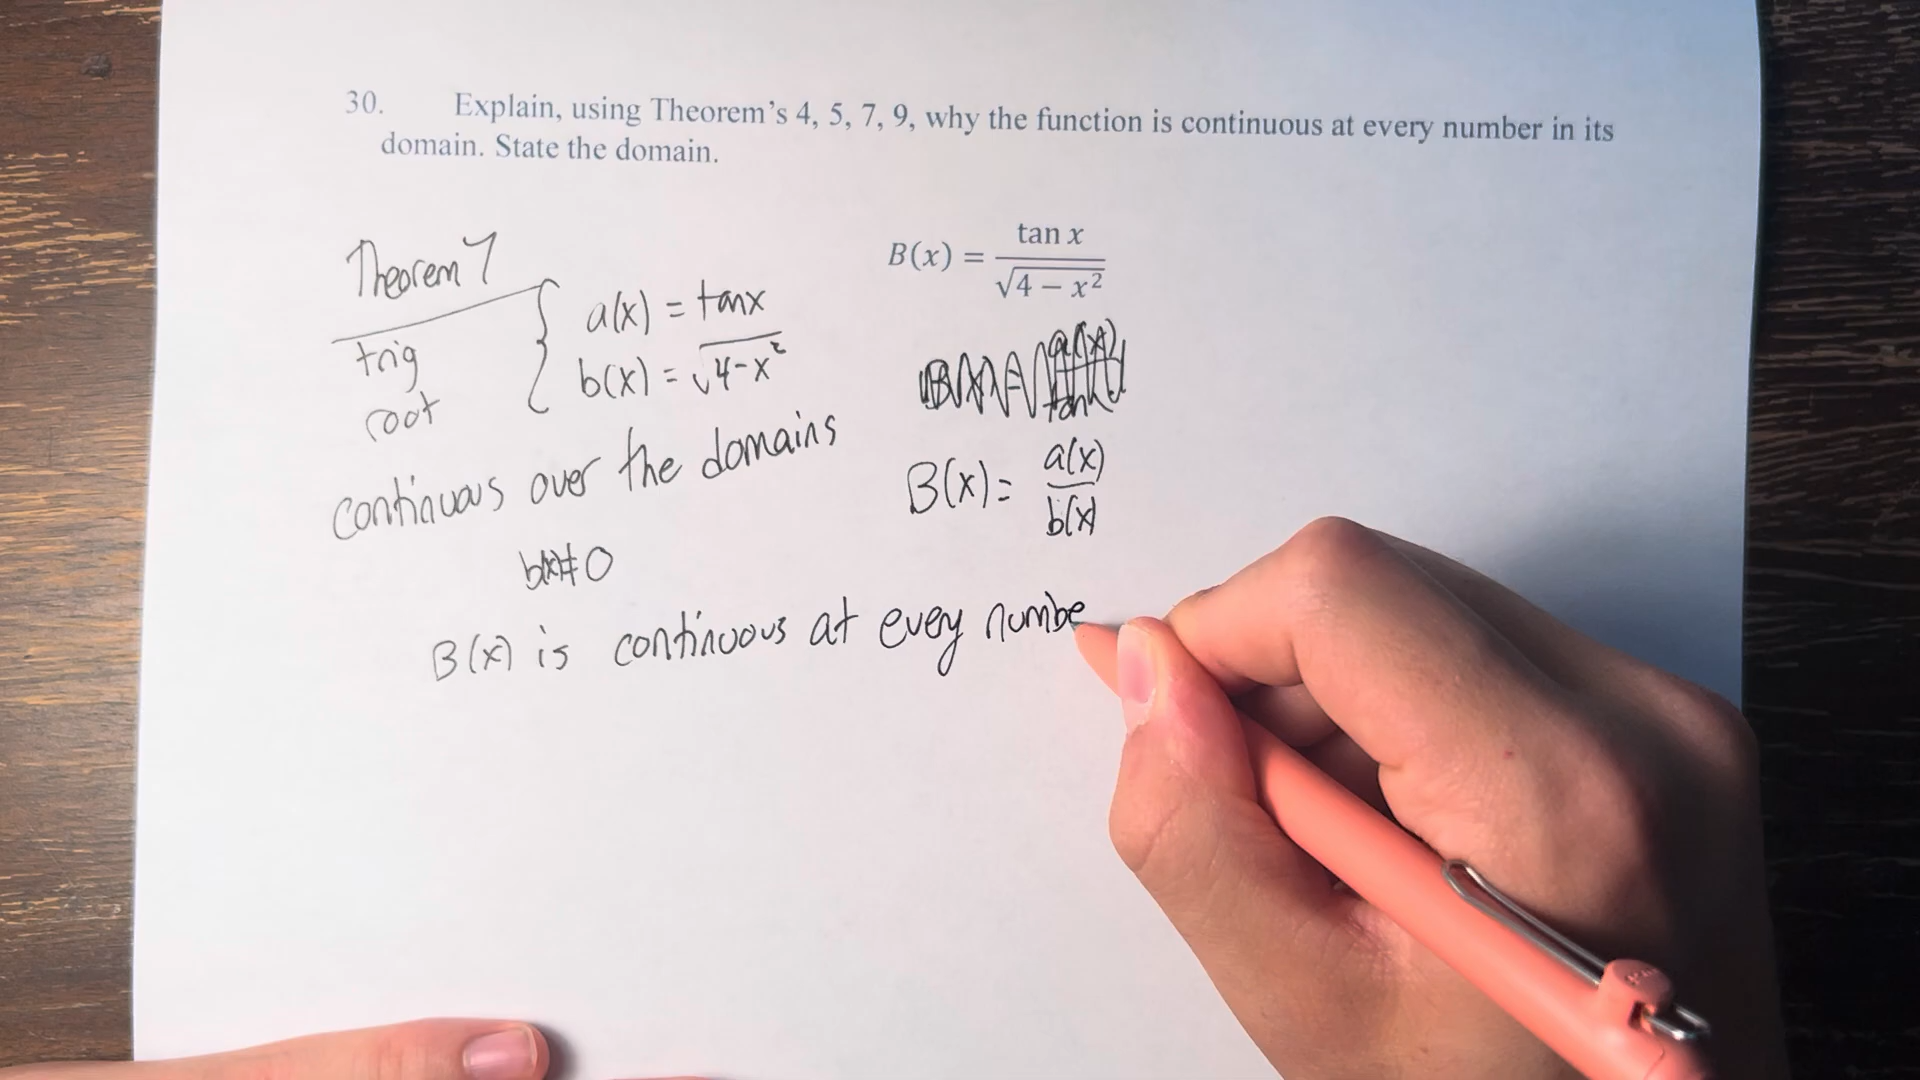 30. Explain, using Theorem's 4, 5, 7, 9, why the function is continuous at every number in its
domain. State the domain.
B(x) = tan x / √(4 − x²)
Theorem 7
trig
root
a(x) = tanx
b(x) = √(4-x²)
continuous over the domains
B(x) = a(x) / b(x)
b(x)≠0
B(x) is continuous at every numbe